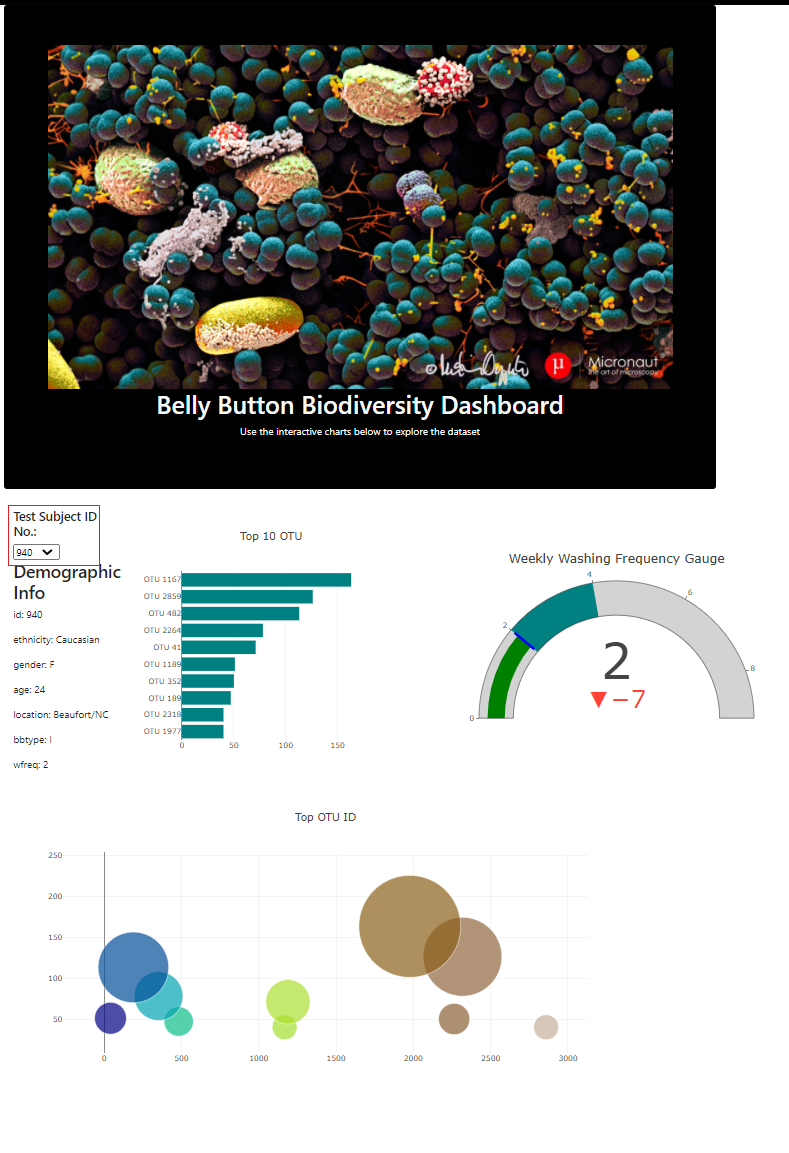 µ
Micronaut
the art of microscopy
Belly Button Biodiversity Dashboard
Use the interactive charts below to explore the dataset
Test Subject ID
No.:
940
Demographic
Info
id: 940
ethnicity: Caucasian
gender: F
age: 24
location: Beaufort/NC
bbtype: I
wfreq: 2
Top 10 OTU
OTU 1167
OTU 2859
OTU 482
OTU 2264
OTU 41
OTU 1189
OTU 352
OTU 189
OTU 2318
OTU 1977
0 50 100 150
Weekly Washing Frequency Gauge
0
2
4
6
8
2
▼−7
Top OTU ID
250
200
150
100
50
0 500 1000 1500 2000 2500 3000